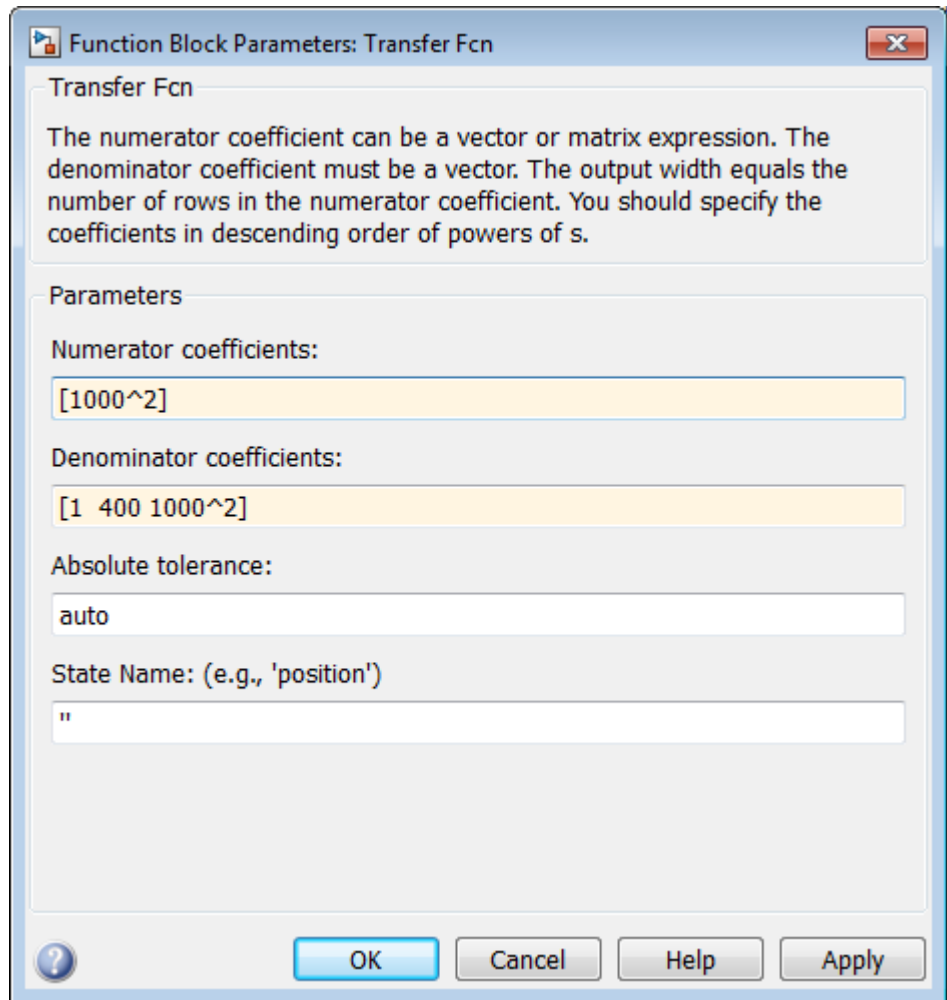 Function Block Parameters: Transfer Fcn
Transfer Fcn
The numerator coefficient can be a vector or matrix expression. The
denominator coefficient must be a vector. The output width equals the
number of rows in the numerator coefficient. You should specify the
coefficients in descending order of powers of s.
Parameters
Numerator coefficients:
[1000^2]
Denominator coefficients:
[1  400 1000^2]
Absolute tolerance:
auto
State Name: (e.g., 'position')
''
OK Cancel Help Apply